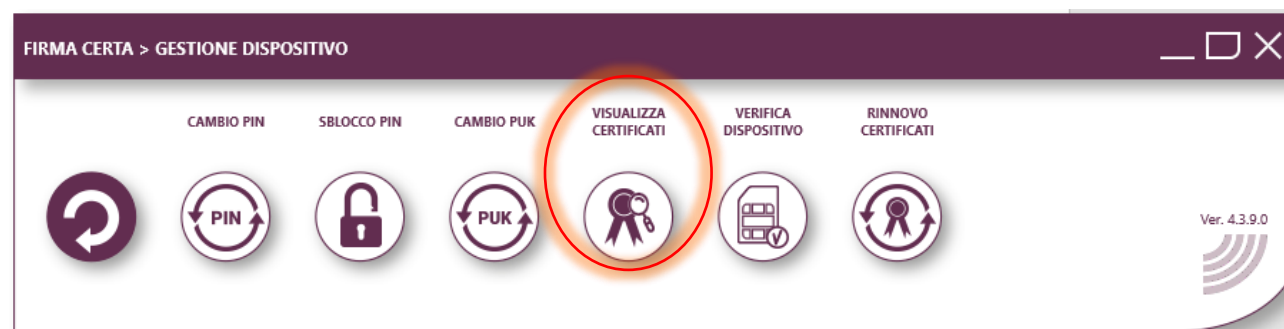 FIRMA CERTA > GESTIONE DISPOSITIVO
CAMBIO PIN
SBLOCCO PIN
CAMBIO PUK
VISUALIZZA
CERTIFICATI
VERIFICA
DISPOSITIVO
RINNOVO
CERTIFICATI
PIN
PUK
Ver. 4.3.9.0